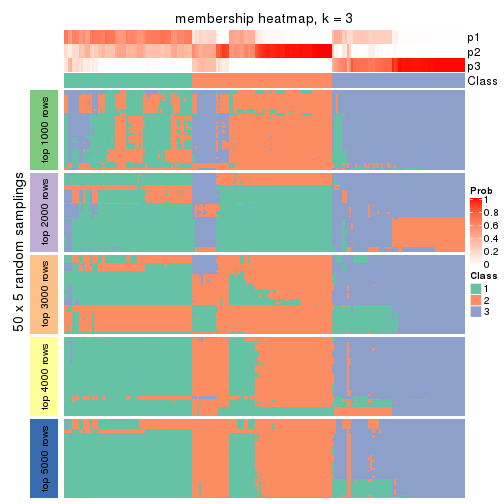 membership heatmap, k = 3
p1
p2
p3
Class
50 x 5 random samplings
top 1000 rows
top 2000 rows
top 3000 rows
top 4000 rows
top 5000 rows
Prob
1
0.8
0.6
0.4
0.2
0
Class
1
2
3